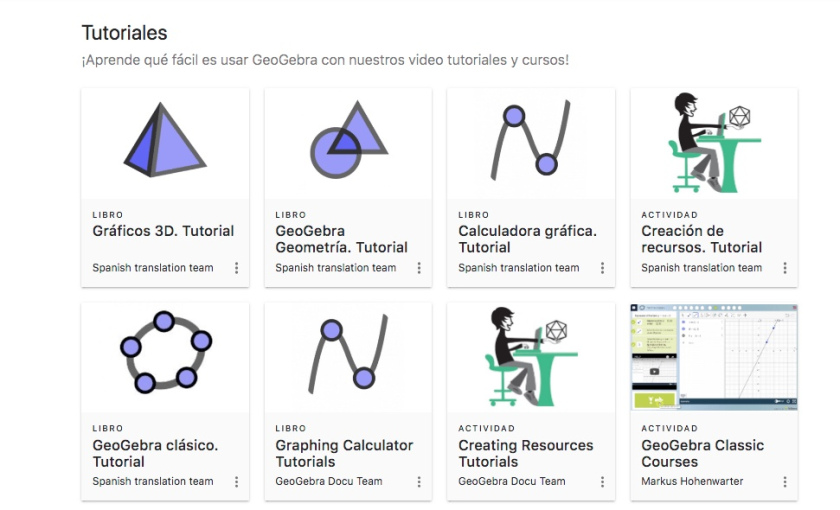 Tutoriales
¡Aprende qué fácil es usar GeoGebra con nuestros video tutoriales y cursos!
LIBRO
Gráficos 3D. Tutorial
Spanish translation team
LIBRO
GeoGebra
Geometría. Tutorial
Spanish translation team
LIBRO
Calculadora gráfica.
Tutorial
Spanish translation team
ACTIVIDAD
Creación de
recursos. Tutorial
Spanish translation team
LIBRO
GeoGebra clásico.
Tutorial
Spanish translation team
LIBRO
Graphing Calculator
Tutorials
GeoGebra Docu Team
ACTIVIDAD
Creating Resources
Tutorials
GeoGebra Docu Team
ACTIVIDAD
GeoGebra Classic
Courses
Markus Hohenwarter